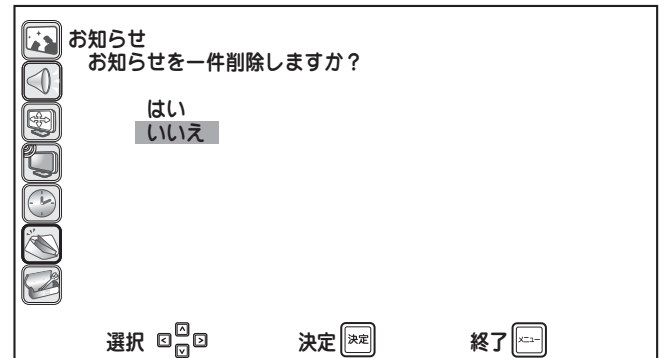 お知らせ
お知らせを一件削除しますか？
はい
いいえ
選択 決定 決定 終了 メニュー